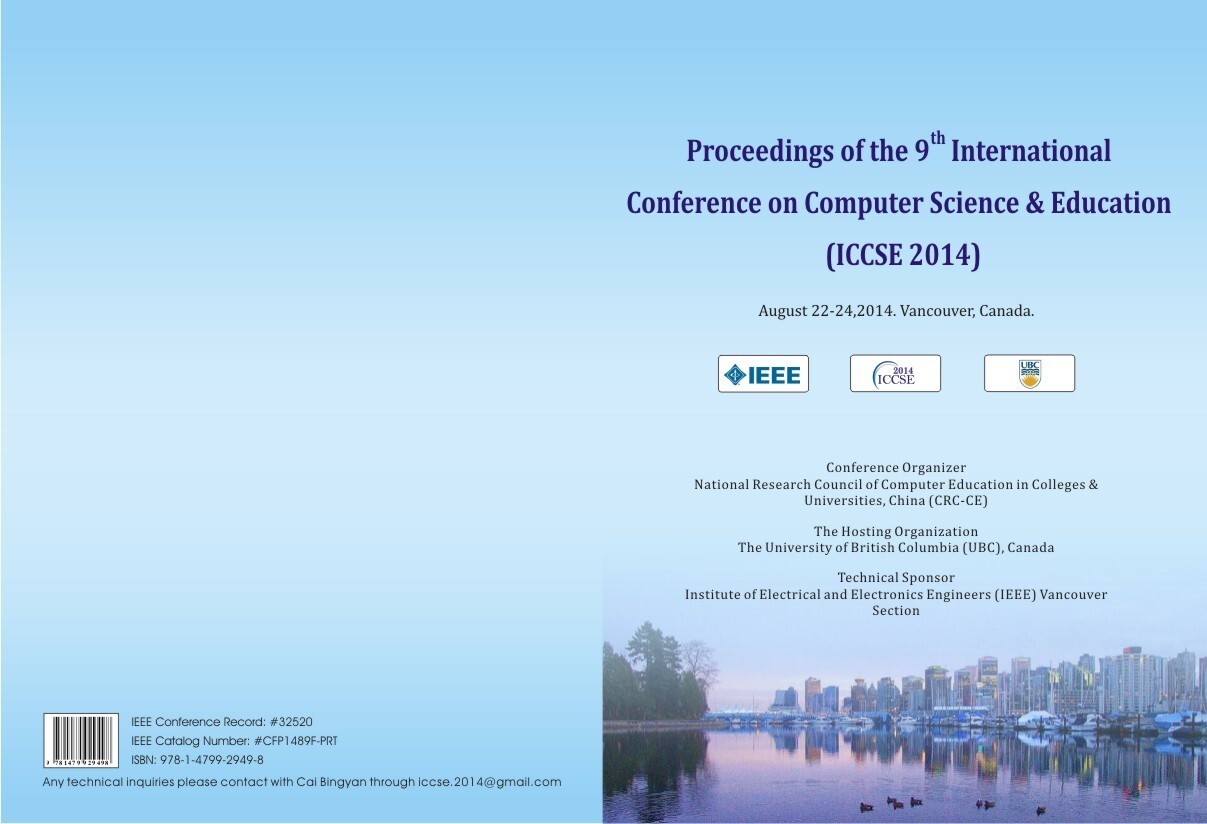 Proceedings of the 9th International
Conference on Computer Science & Education
(ICCSE 2014)
August 22-24,2014. Vancouver, Canada.
IEEE
2014
ICCSE
UBC
Conference Organizer
National Research Council of Computer Education in Colleges &
Universities, China (CRC-CE)
The Hosting Organization
The University of British Columbia (UBC), Canada
Technical Sponsor
Institute of Electrical and Electronics Engineers (IEEE) Vancouver
Section
IEEE Conference Record: #32520
IEEE Catalog Number: #CFP1489F-PRT
ISBN: 978-1-4799-2949-8
9 781479 929498
Any technical inquiries please contact with Cai Bingyan through iccse.2014@gmail.com